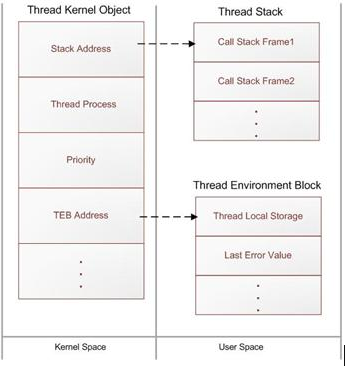 Thread Kernel Object
Stack Address
Thread Process
Priority
TEB Address
Kernel Space
Thread Stack
Call Stack Frame1
Call Stack Frame2
Thread Environment Block
Thread Local Storage
Last Error Value
User Space